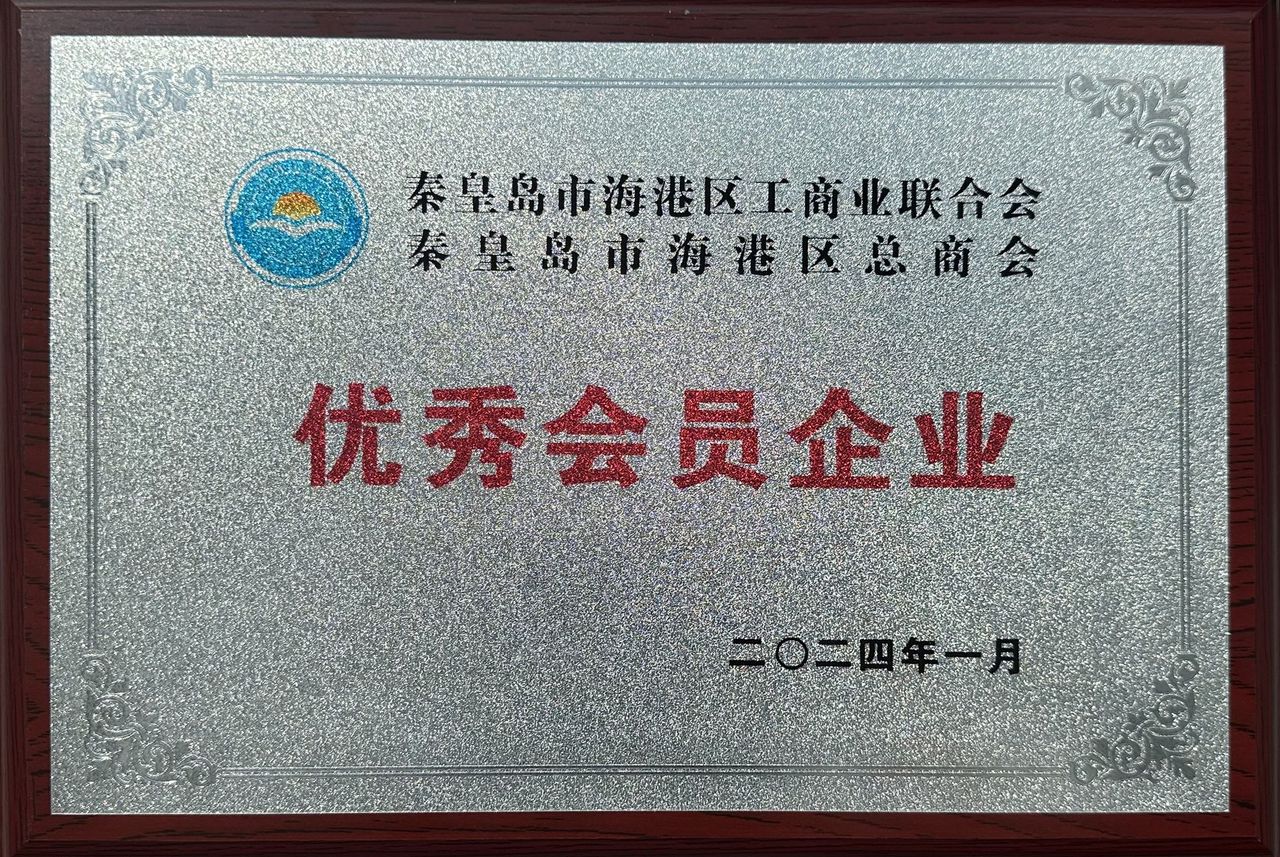 秦皇岛市海港区工商业联合会
秦皇岛市海港区总商会
优秀会员企业
二〇二四年一月